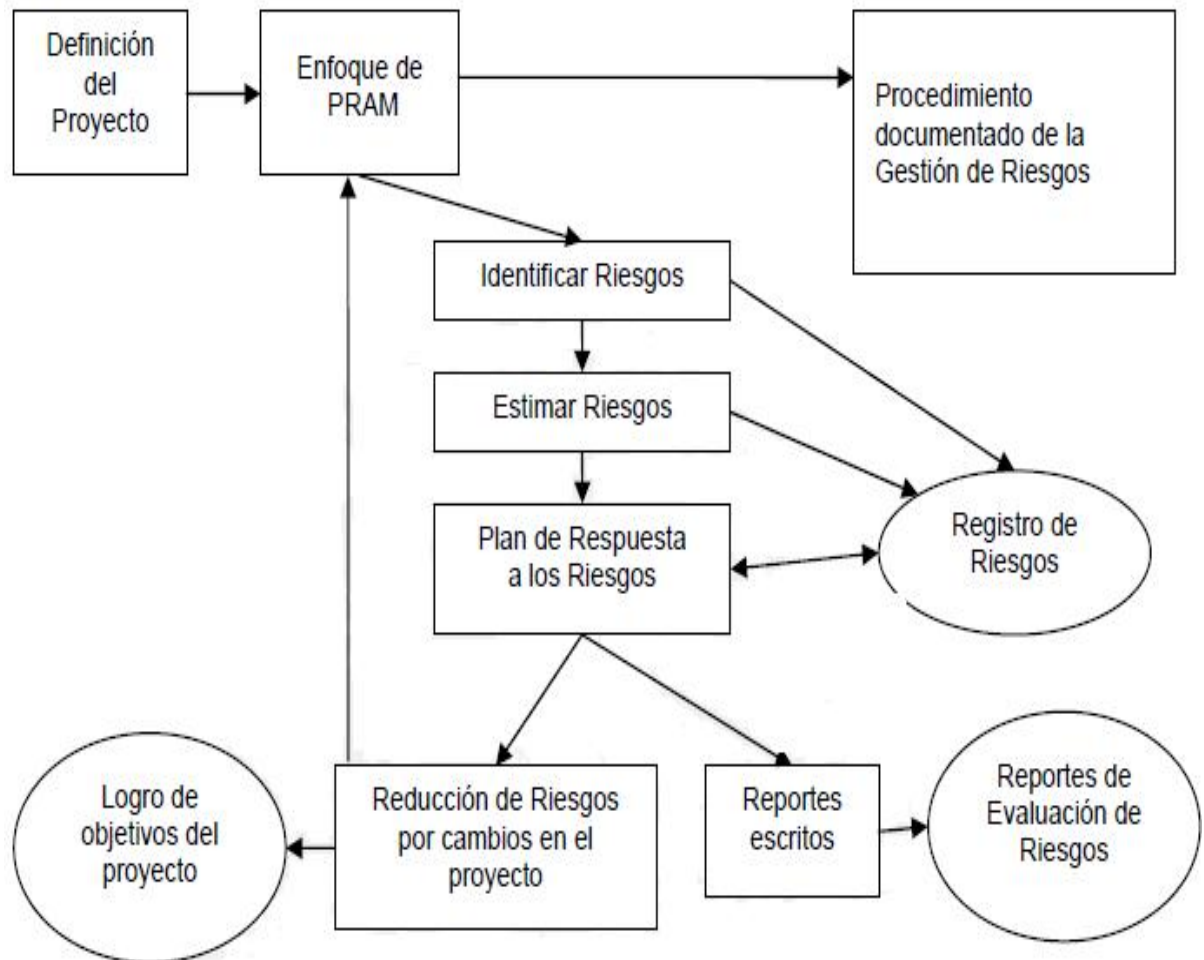 Definición
del
Proyecto
Enfoque de
PRAM
Procedimiento
documentado de la
Gestión de Riesgos
Identificar Riesgos
Estimar Riesgos
Plan de Respuesta
a los Riesgos
Registro de
Riesgos
Logro de
objetivos del
proyecto
Reducción de Riesgos
por cambios en el
proyecto
Reportes
escritos
Reportes de
Evaluación de
Riesgos